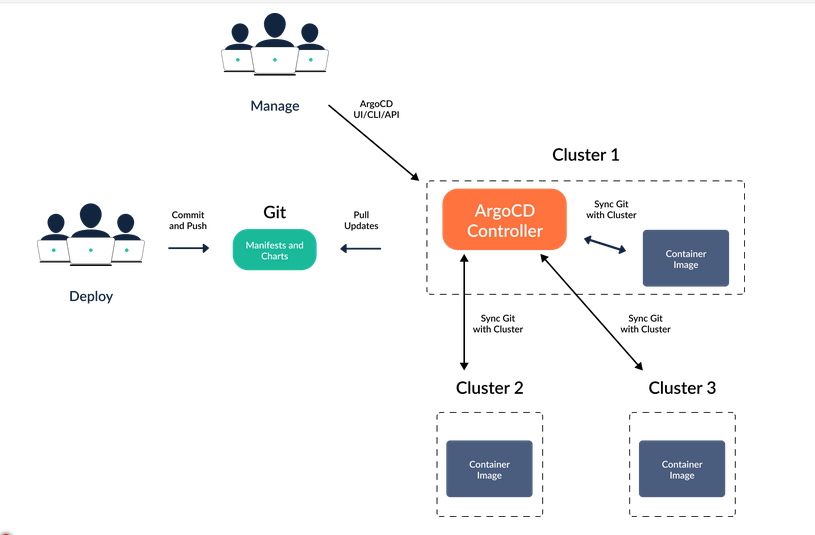 Manage
ArgoCD
UI/CLI/API
Cluster 1
ArgoCD
Controller
Sync Git
with Cluster
Container
Image
Commit
and Push
Git
Manifests and
Charts
Pull
Updates
Deploy
Sync Git
with Cluster
Sync Git
with Cluster
Cluster 2
Container
Image
Cluster 3
Container
Image